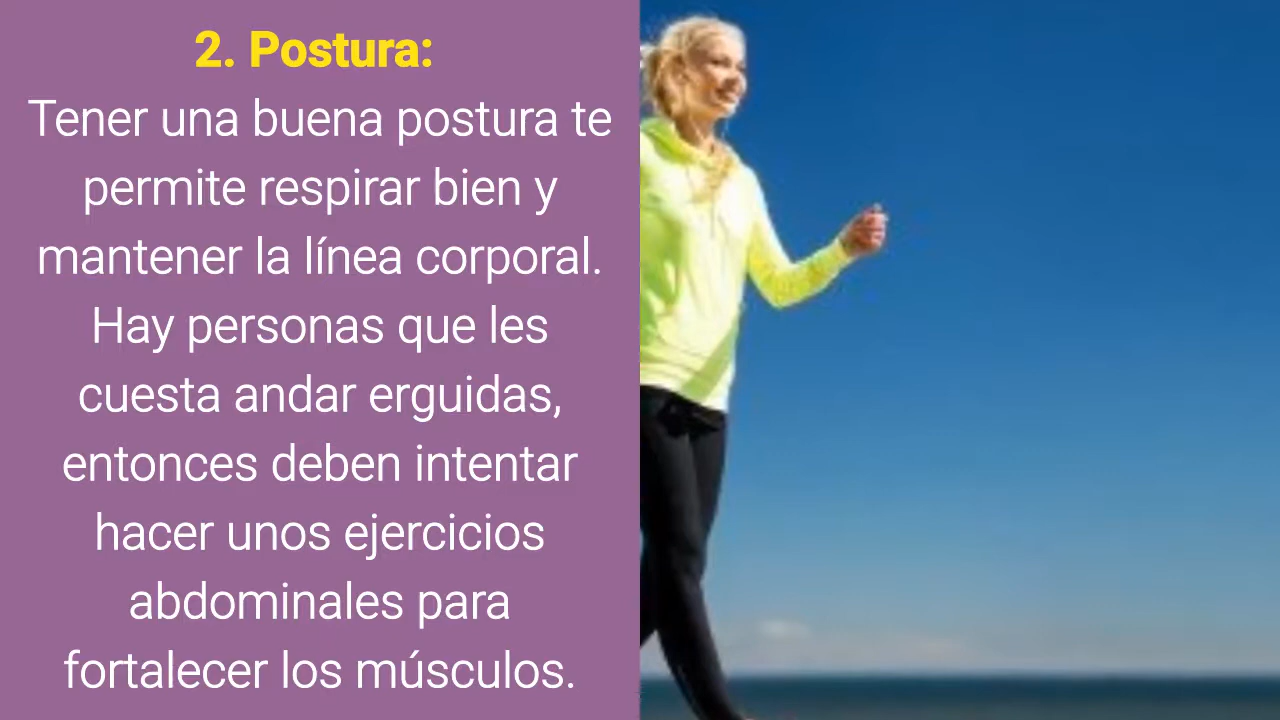 2. Postura:
Tener una buena postura te
permite respirar bien y
mantener la línea corporal.
Hay personas que les
cuesta andar erguidas,
entonces deben intentar
hacer unos ejercicios
abdominales para
fortalecer los músculos.